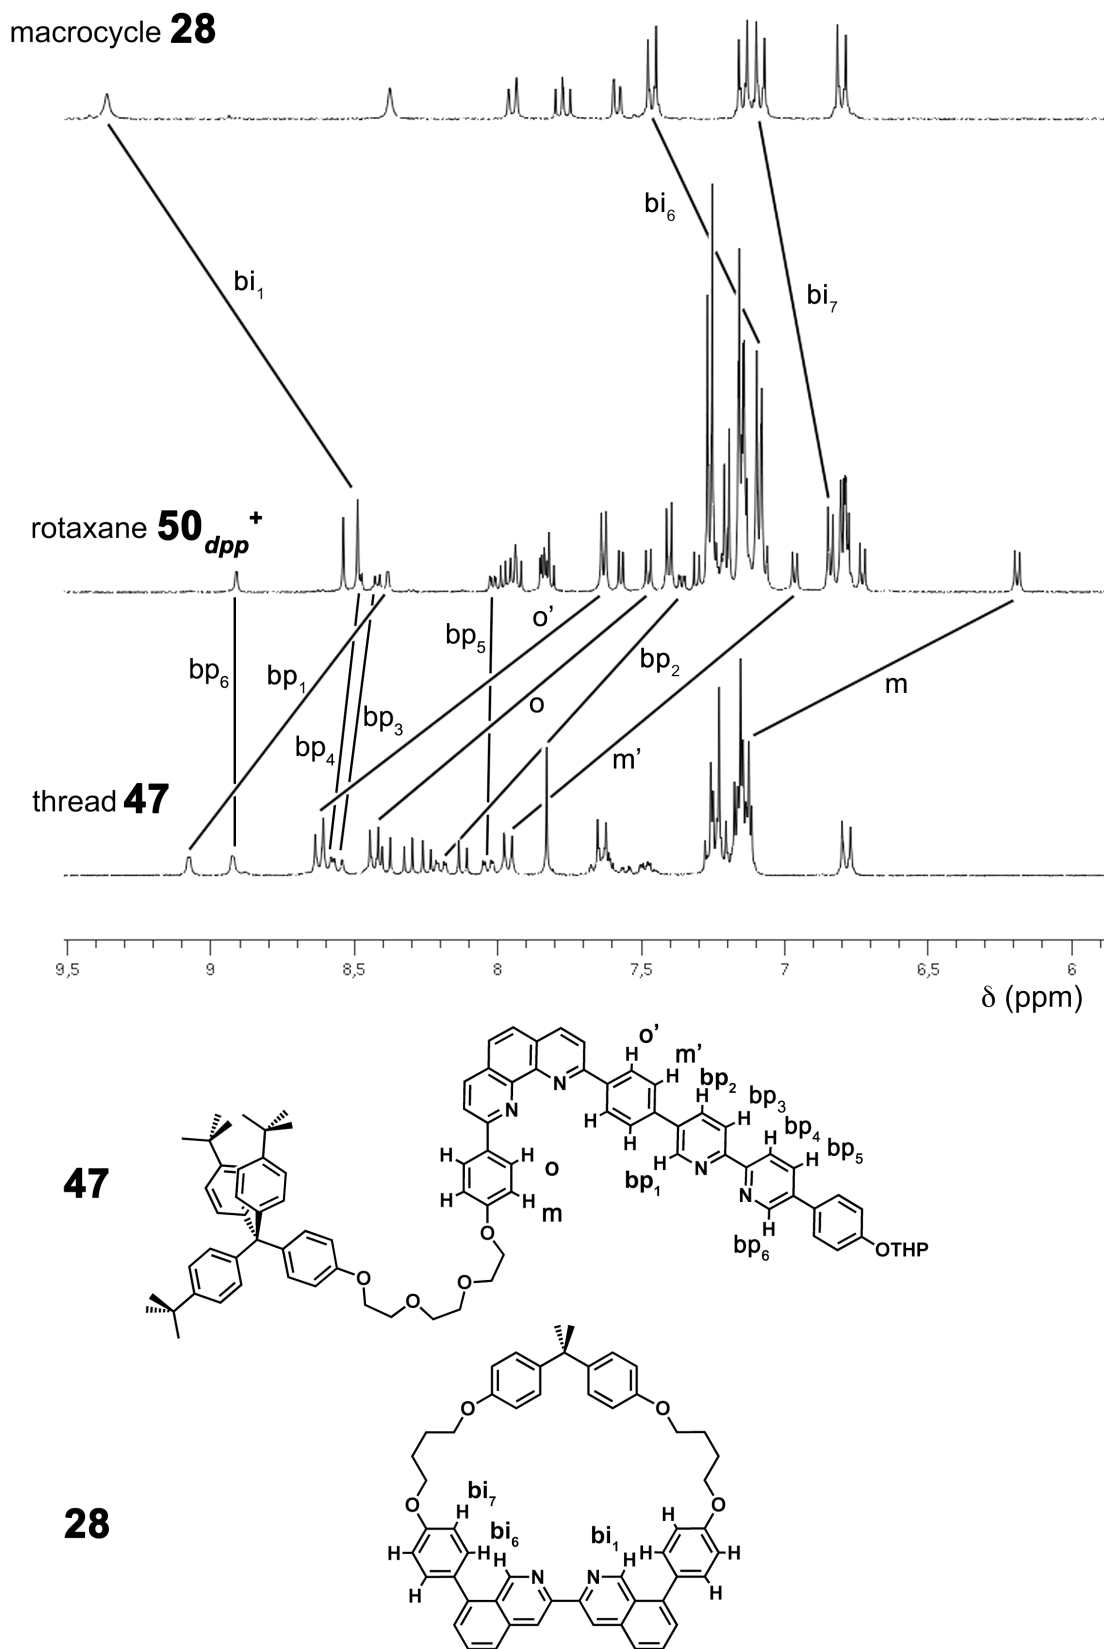 macrocycle 28
bi₆
bi₁
bi₇
rotaxane 50dpp+
o'
bp₅
bp₂
bp₆
bp₁
o
m
bp₃
bp₄
m'
thread 47
9,5 9 8,5 8 7,5 7 6,5 6
δ (ppm)
o'
H
m'
H
bp₂
N
H
bp₃
H
bp₄
N
H
H
bp₅
H
H
H
H
o
H
N
bp₁
N
47
H
H
m
H
bp₆
O
OTHP
O
O
O
O
O
bi₇
O
O
28
H
H
bi₆
bi₁
H
H
H
H
H
H
H
N
N
H
H